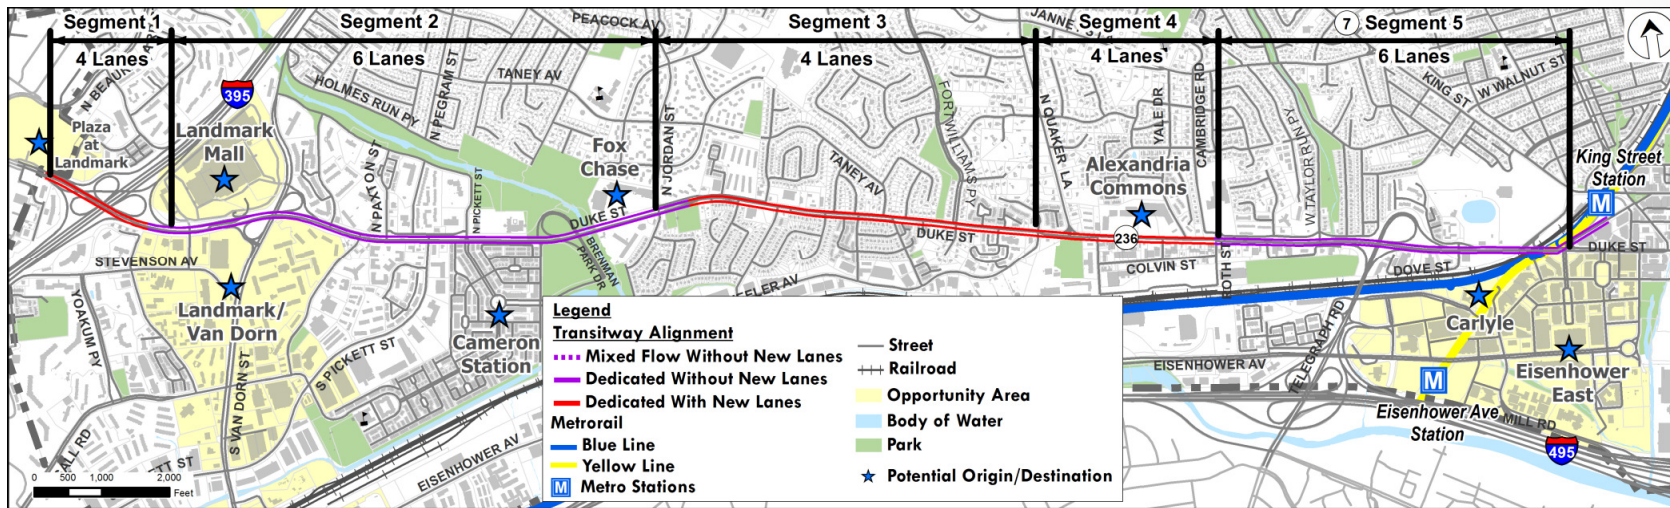 Segment 1
Segment 2
Segment 3
Segment 4
7
Segment 5
4 Lanes
6 Lanes
4 Lanes
4 Lanes
6 Lanes
PEACOCK AV
N PEGRAM ST
TANEY AV
HOLMES RUN PY
395
Plaza
at
Landmark
Landmark
Mall
N PAXTON ST
N PICKETT ST
Fox
Chase
DUKE ST
N JORDAN ST
BRENMAN
PARK DR
TANEY AV
FORT WILLIAMS PY
DUKE ST
N QUAKER LA
YALE DR
CAMBRIDGE RD
Alexandria
Commons
236
COLVIN ST
ROTH ST
W TAYLOR RUN PY
KING ST
W WALNUT ST
King Street
Station
M
DUKE ST
DOVE ST
STEVENSON AV
YOAKUM PY
Landmark/
Van Dorn
S VAN DORN ST
S PICKETT ST
Cameron
Station
EISENHOWER AV
TELEGRAPH RD
EISENHOWER AV
Carlyle
Eisenhower
East
M
Eisenhower Ave
Station
MILL RD
495
Legend
Transitway Alignment
Mixed Flow Without New Lanes
Dedicated Without New Lanes
Dedicated With New Lanes
Metrorail
Blue Line
Yellow Line
M Metro Stations
Street
Railroad
Opportunity Area
Body of Water
Park
Potential Origin/Destination
0 500 1,000 2,000
Feet